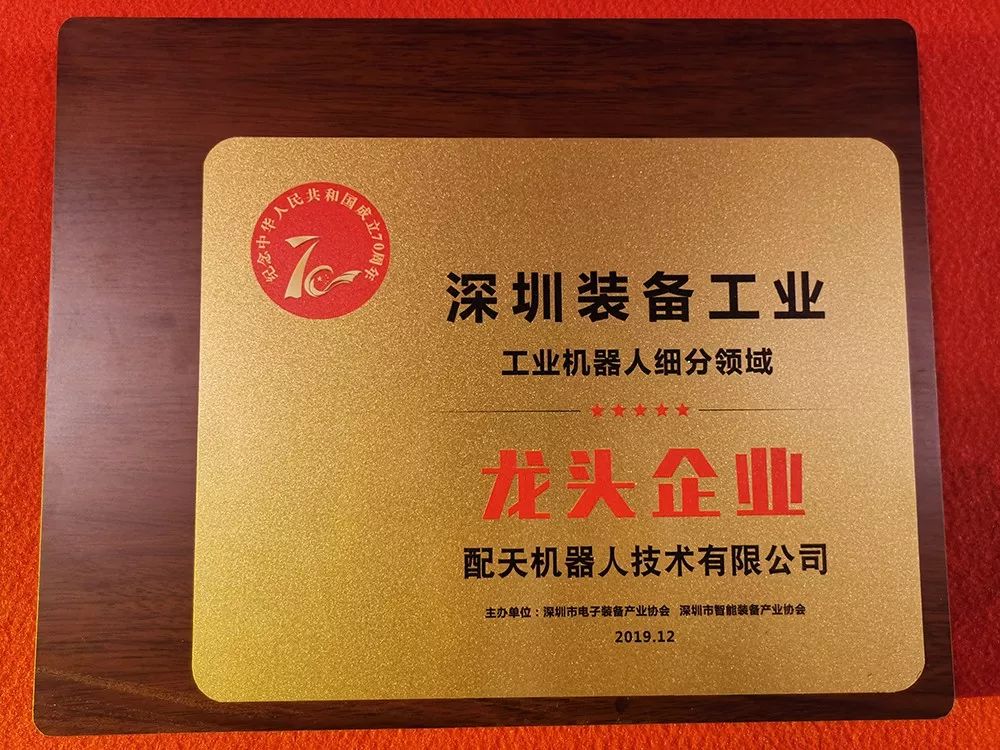 纪念中华人民共和国成立70周年
70
深圳装备工业
工业机器人细分领域
龙头企业
配天机器人技术有限公司
主办单位：深圳市电子装备产业协会 深圳市智能装备产业协会
2019.12